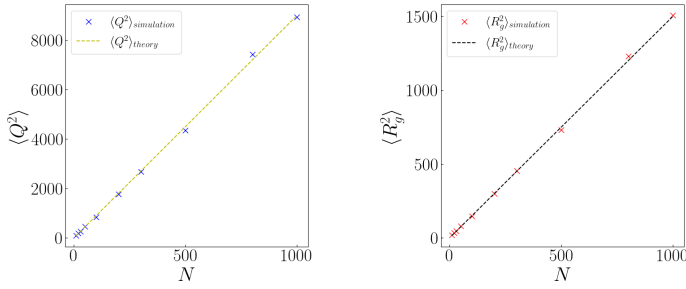 ⟨Q²⟩simulation
⟨Q²⟩theory
8000
6000
4000
2000
0
⟨Q²⟩
0
500
1000
N
⟨R²g⟩simulation
⟨R²g⟩theory
1500
1000
500
0
⟨R²g⟩
0
500
1000
N